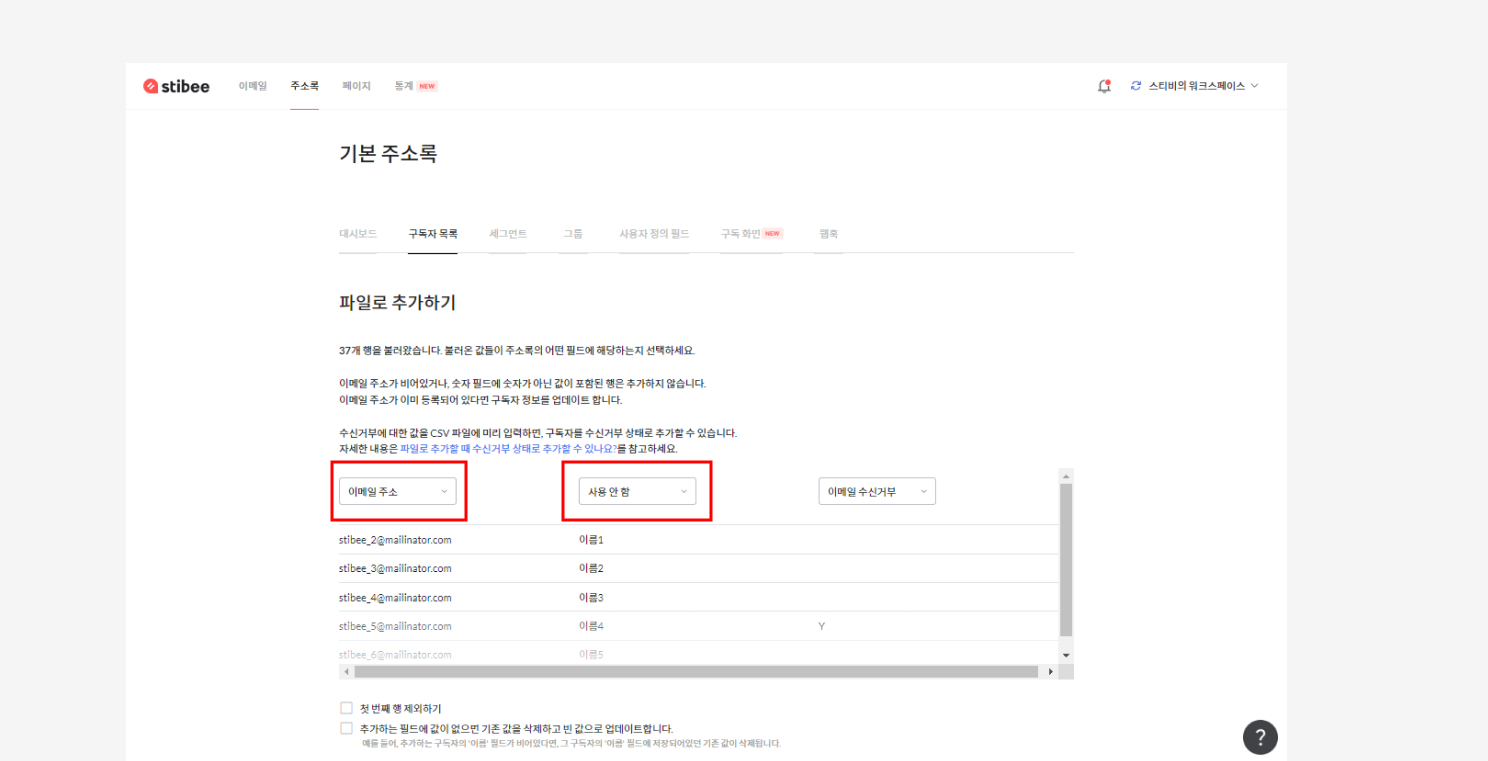 stibee 이메일 주소록 페이지 통계 NEW 스티비의 워크스페이스
기본 주소록
대시보드 구독자 목록 세그먼트 그룹 사용자 정의 필드 구독 화면 NEW 웹훅
파일로 추가하기
37개 행을 불러왔습니다. 불러온 값들이 주소록의 어떤 필드에 해당하는지 선택하세요.
이메일 주소가 비어있거나, 숫자 필드에 숫자가 아닌 값이 포함된 행은 추가하지 않습니다.
이메일 주소가 이미 등록되어 있다면 구독자 정보를 업데이트 합니다.
수신거부에 대한 값을 CSV 파일에 미리 입력하면, 구독자를 수신거부 상태로 추가할 수 있습니다.
자세한 내용은 파일로 추가할 때 수신거부 상태로 추가할 수 있나요?를 참고하세요.
이메일 주소 사용 안 함 이메일 수신거부
stibee_2@mailinator.com 이름1
stibee_3@mailinator.com 이름2
stibee_4@mailinator.com 이름3
stibee_5@mailinator.com 이름4 Y
stibee_6@mailinator.com 이름5
첫 번째 행 제외하기
추가하는 필드에 값이 없으면 기존 값을 삭제하고 빈 값으로 업데이트합니다.
예를 들어, 추가하는 구독자의 '이름' 필드가 비어있다면, 그 구독자의 '이름' 필드에 저장되어있던 기존 값이 삭제됩니다.
?